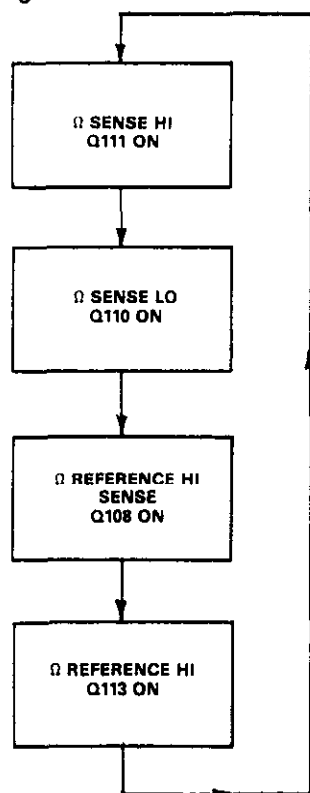 Ω SENSE HI
Q111 ON
Ω SENSE LO
Q110 ON
Ω REFERENCE HI
SENSE
Q108 ON
Ω REFERENCE HI
Q113 ON